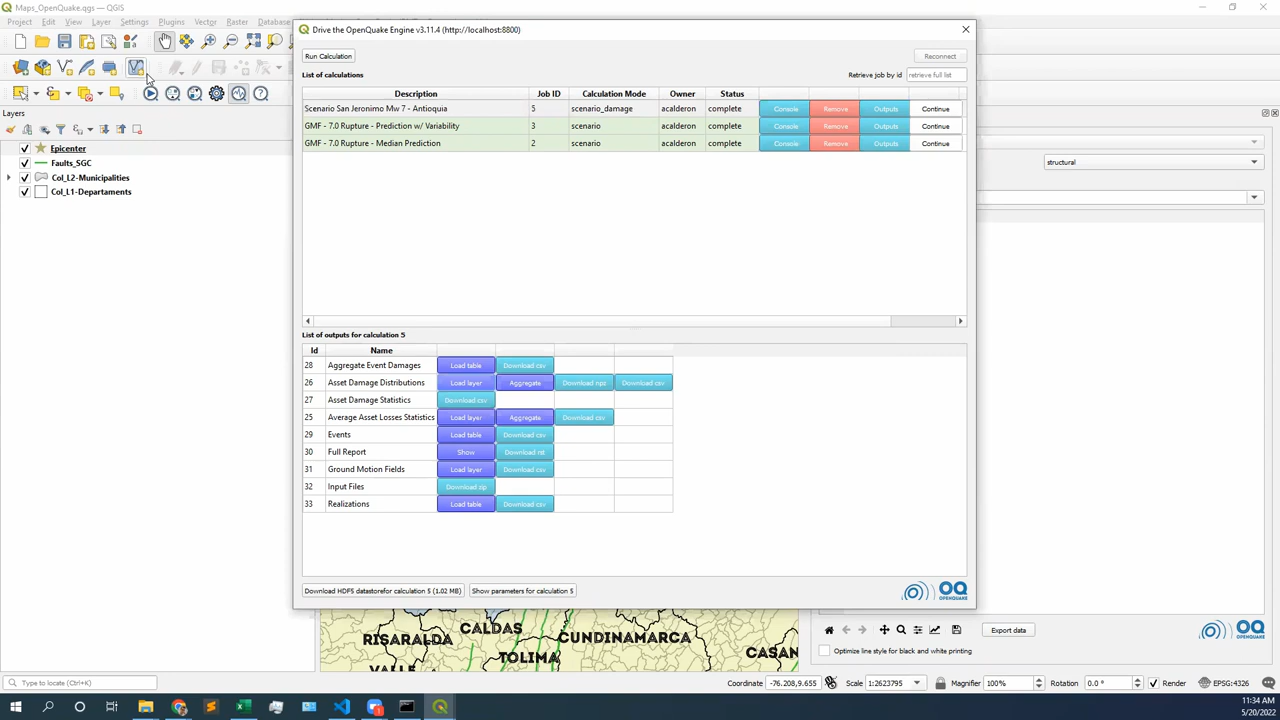 Maps_OpenQuake.qgs — QGIS
Project Edit View Layer Settings Plugins Vector Raster Database
Layers
Epicenter
Faults_SGC
Col_L2-Municipalities
Col_L1-Departaments
Drive the OpenQuake Engine v3.11.4 (http://localhost:8800)
Run Calculation
Reconnect
List of calculations
Retrieve job by id
retrieve full list
Description Job ID Calculation Mode Owner Status
Scenario San Jeronimo Mw 7 - Antioquia 5 scenario_damage acalderon complete Console Remove Outputs Continue
GMF - 7.0 Rupture - Prediction w/ Variability 3 scenario acalderon complete Console Remove Outputs Continue
GMF - 7.0 Rupture - Median Prediction 2 scenario acalderon complete Console Remove Outputs Continue
List of outputs for calculation 5
Id Name
28 Aggregate Event Damages Load table Download csv
26 Asset Damage Distributions Load layer Aggregate Download npz Download csv
27 Asset Damage Statistics Download csv
25 Average Asset Losses Statistics Load layer Aggregate Download csv
29 Events Load table Download csv
30 Full Report Show Download rst
31 Ground Motion Fields Load layer Download csv
32 Input Files Download zip
33 Realizations Load table Download csv
Download HDF5 datastorefor calculation 5 (1.02 MB)
Show parameters for calculation 5
OQ
OPENQUAKE
structural
RISARALDA
CALDAS
CUNDINAMARCA
TOLIMA
CASAN
VALLE
Export data
OQ
OPENQUAKE
Optimize line style for black and white printing
Type to locate (Ctrl+K)
Coordinate -76.208,9.655 Scale 1:2623795 Magnifier 100% Rotation 0.0 ° Render EPSG:4326
11:34 AM
5/20/2022